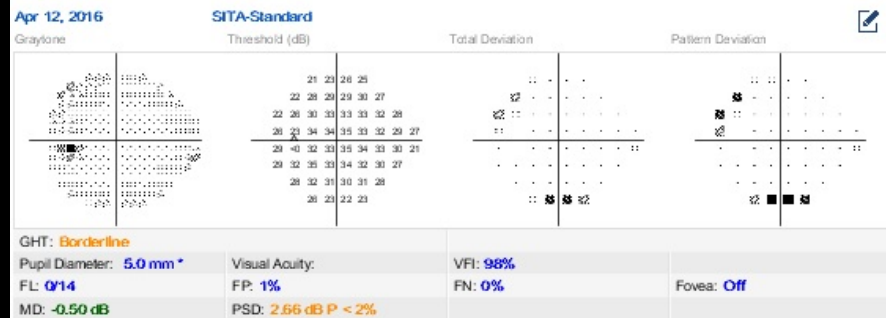 Apr 12, 2016 SITA-Standard
Graytone Threshold (dB) Total Deviation Pattern Deviation
21 23 26 25
22 28 29 29 30 27
22 26 30 33 33 33 32 28
26 23 34 34 35 33 32 29 27
29 <0 32 33 35 34 33 30 21
29 32 35 33 34 32 30 27
28 32 31 30 31 28
26 23 22 23
GHT: Borderline
Pupil Diameter: 5.0 mm * Visual Acuity: VFI: 98%
FL: 0/14 FP: 1% FN: 0% Fovea: Off
MD: -0.50 dB PSD: 2.66 dB P < 2%